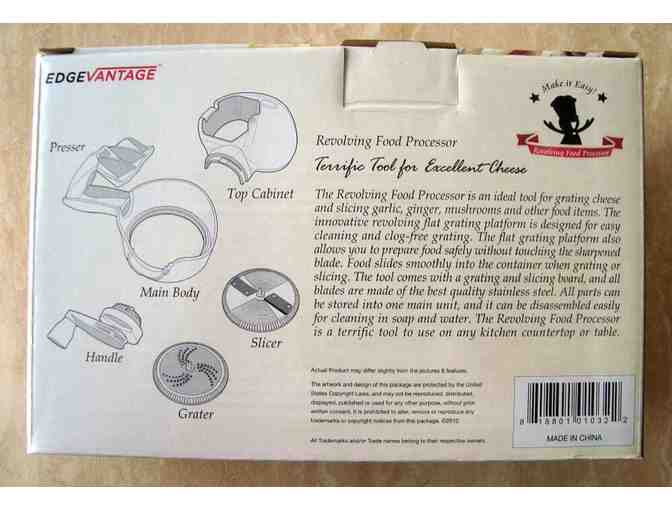 EDGEVANTAGE
Make it Easy!
Revolving Food Processor
Presser
Top Cabinet
Main Body
Handle
Slicer
Grater
Revolving Food Processor
Terrific Tool for Excellent Cheese
The Revolving Food Processor is an ideal tool for grating cheese
and slicing garlic, ginger, mushrooms and other food items. The
innovative revolving flat grating platform is designed for easy
cleaning and clog-free grating. The flat grating platform also
allows you to prepare food safely without touching the sharpened
blade. Food slides smoothly into the container when grating or
slicing. The tool comes with a grating and slicing board, and all
blades are made of the best quality stainless steel. All parts can
be stored into one main unit, and it can be disassembled easily
for cleaning in soap and water. The Revolving Food Processor
is a terrific tool to use on any kitchen countertop or table.
Actual Product may differ slightly from the pictures & features.
The artwork and design of this package are protected by the United
States Copyright Laws, and may not be reproduced, distributed,
displayed, published or used for any other purpose, without prior
written consent. It is prohibited to alter, remove or reproduce any
trademarks or copyright notices from this package. ©2010
All Trademarks and/or Trade names belong to their respective owners.
8 15801 01032 2
MADE IN CHINA